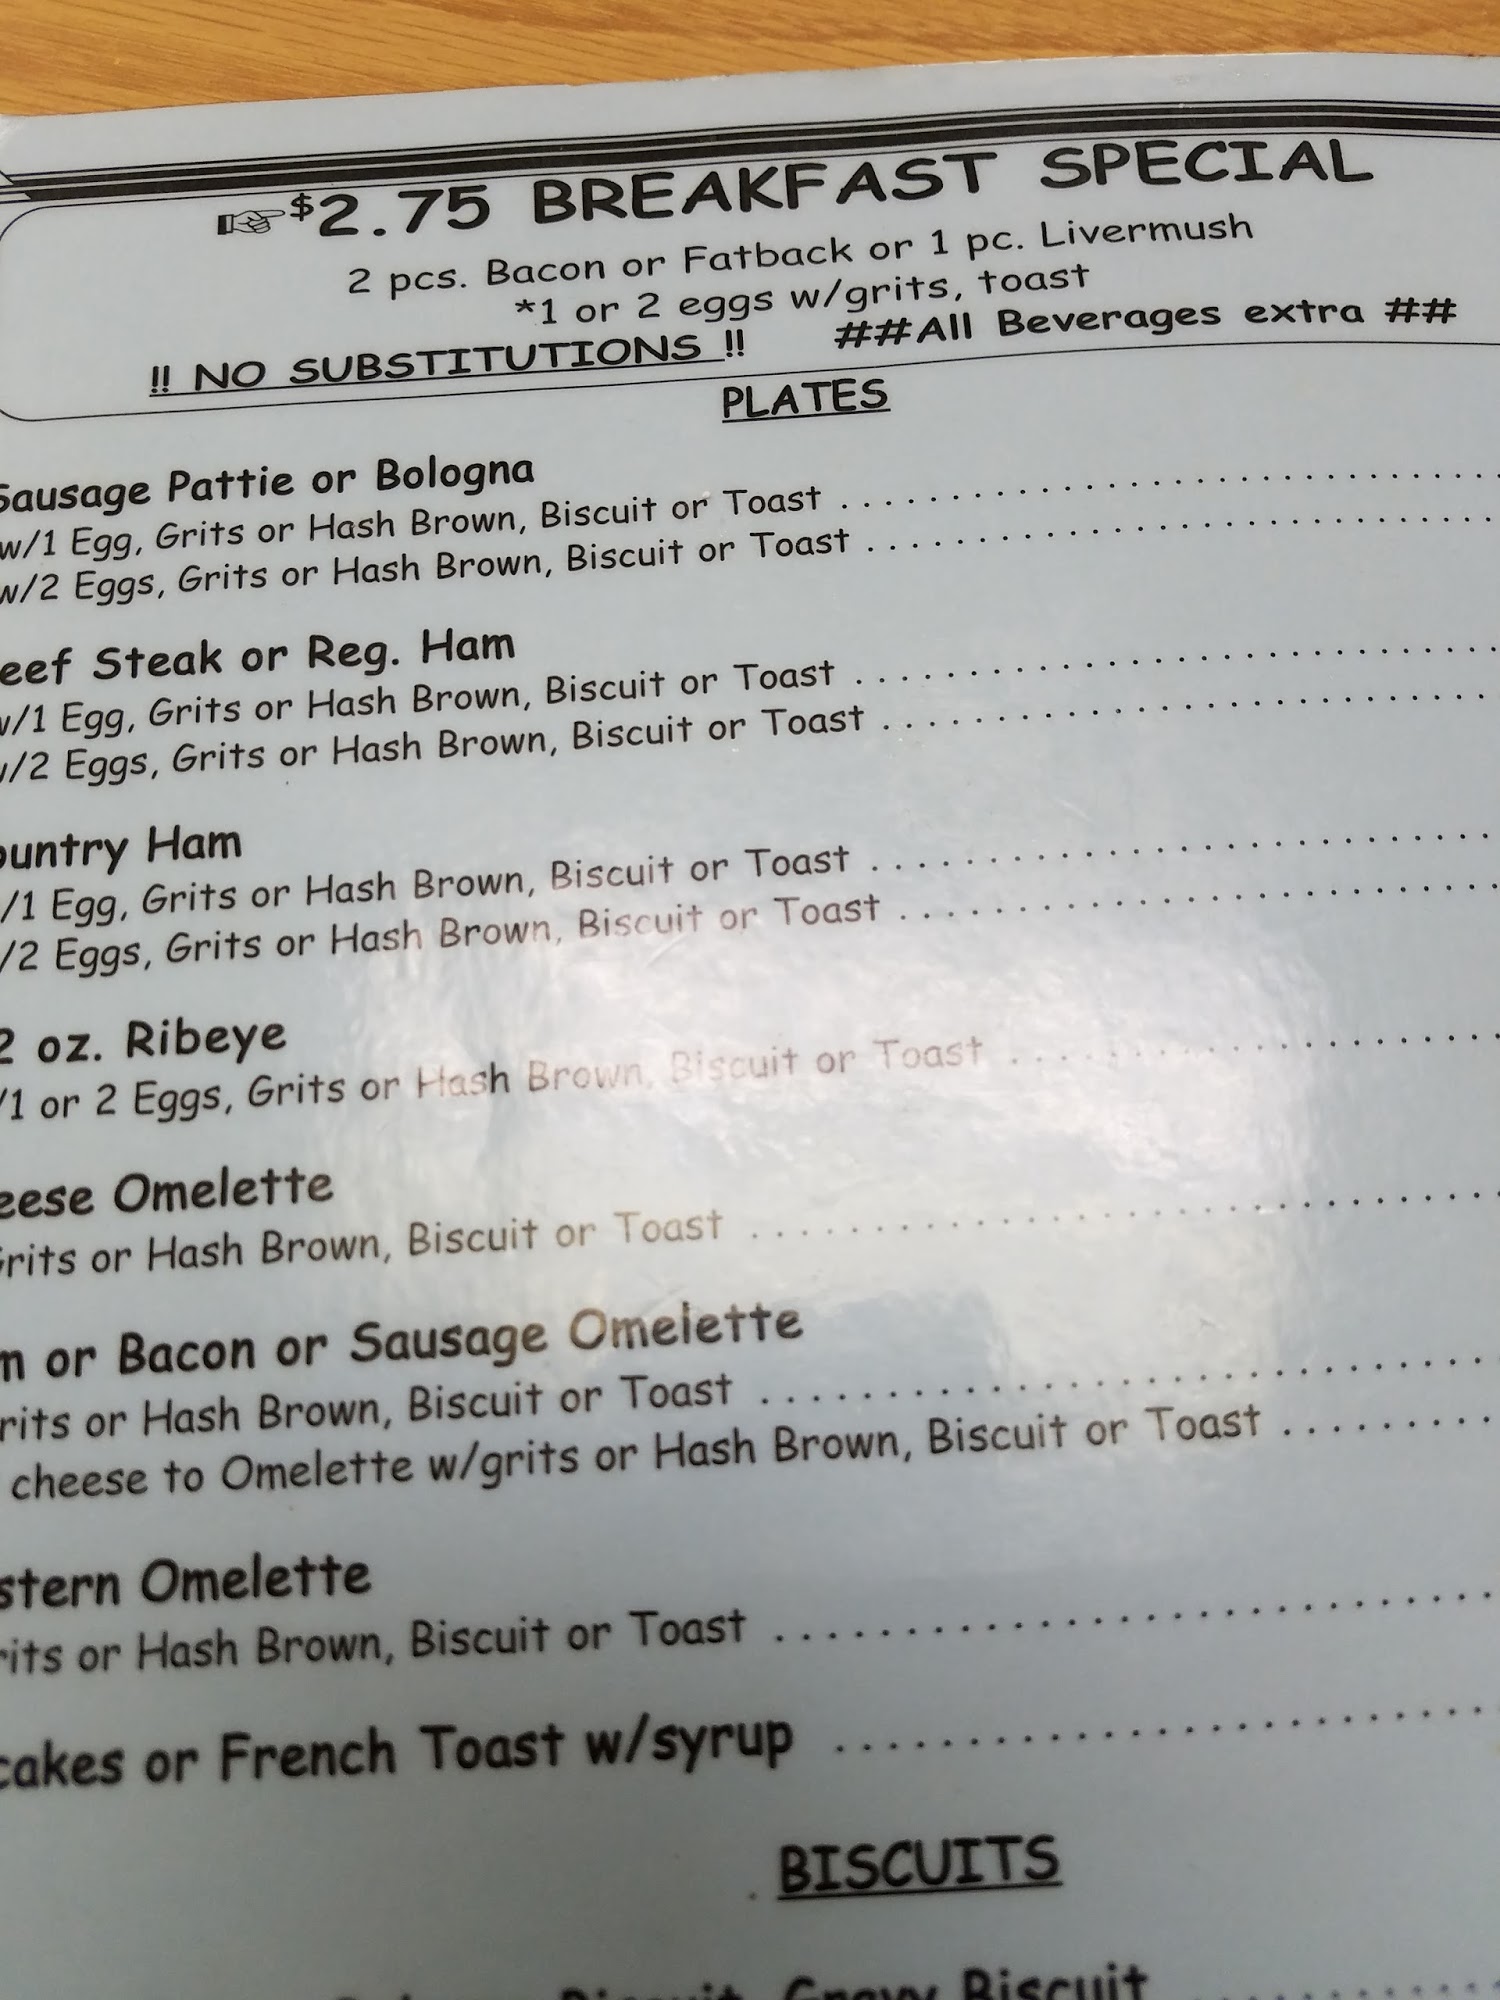 $2.75 BREAKFAST SPECIAL
2 pcs. Bacon or Fatback or 1 pc. Livermush
*1 or 2 eggs w/grits, toast
!! NO SUBSTITUTIONS !! ##All Beverages extra ##
PLATES
Sausage Pattie or Bologna
w/1 Egg, Grits or Hash Brown, Biscuit or Toast
w/2 Eggs, Grits or Hash Brown, Biscuit or Toast
eef Steak or Reg. Ham
w/1 Egg, Grits or Hash Brown, Biscuit or Toast
/2 Eggs, Grits or Hash Brown, Biscuit or Toast
ountry Ham
/1 Egg, Grits or Hash Brown, Biscuit or Toast
/2 Eggs, Grits or Hash Brown, Biscuit or Toast
2 oz. Ribeye
/1 or 2 Eggs, Grits or Hash Brown, Biscuit or Toast
eese Omelette
Grits or Hash Brown, Biscuit or Toast
m or Bacon or Sausage Omelette
rits or Hash Brown, Biscuit or Toast
cheese to Omelette w/grits or Hash Brown, Biscuit or Toast
stern Omelette
rits or Hash Brown, Biscuit or Toast
cakes or French Toast w/syrup
BISCUITS
Biscuit, Gravy Biscuit